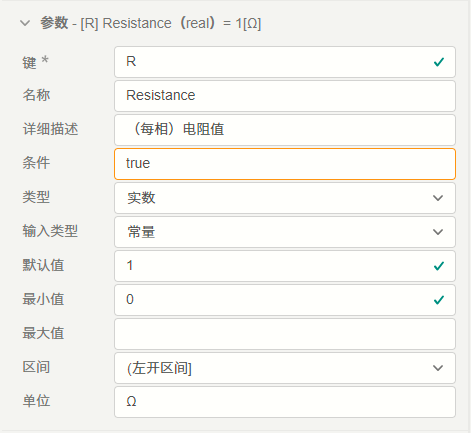 参数 - [R] Resistance（real）= 1[Ω]
键 * R
名称 Resistance
详细描述 （每相）电阻值
条件 true
类型 实数
输入类型 常量
默认值 1
最小值 0
最大值
区间 (左开区间]
单位 Ω